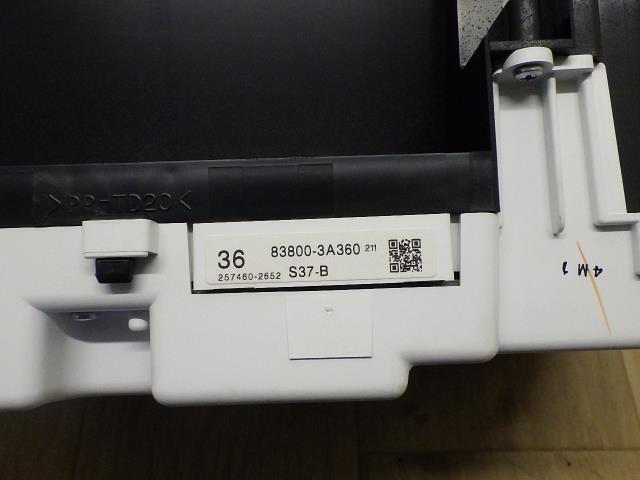 >PP-TD20<
36 83800-3A360 211
257460-2652 S37-B
4M1